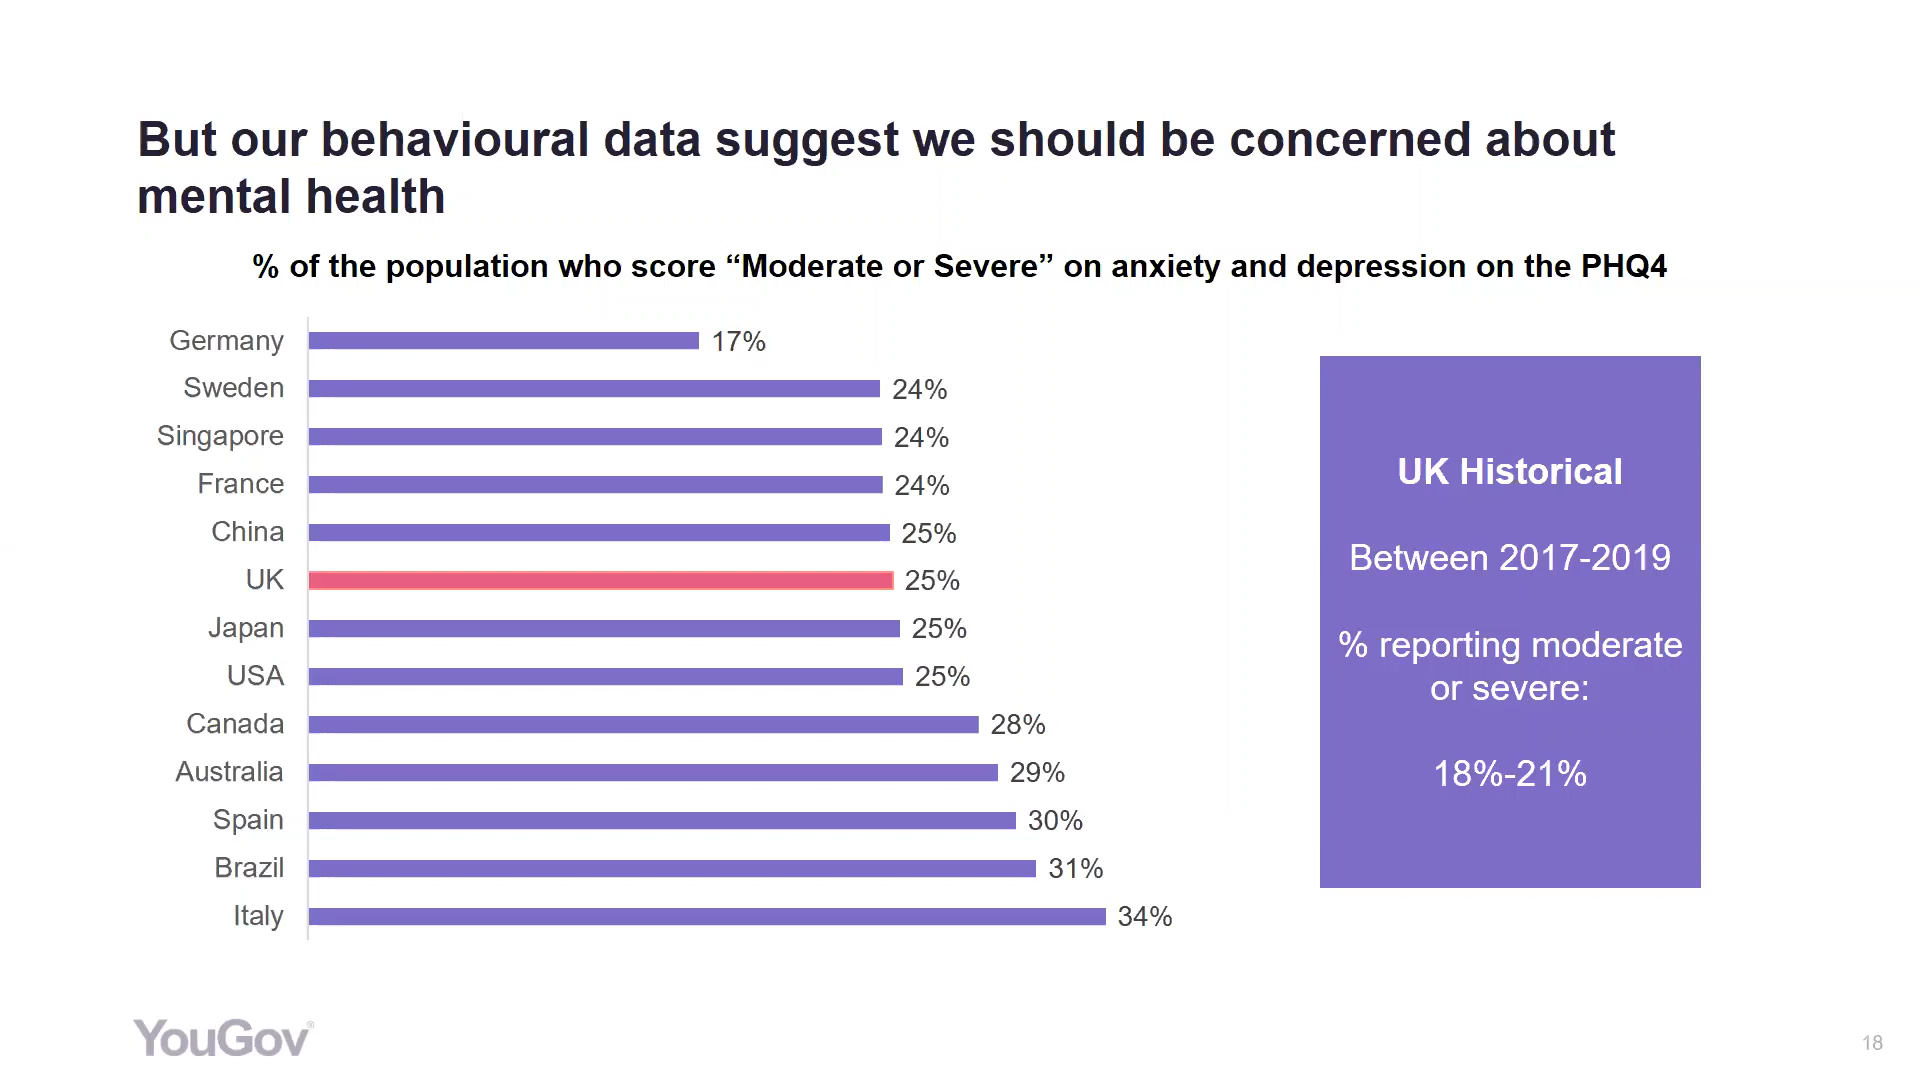 But our behavioural data suggest we should be concerned about
mental health
% of the population who score “Moderate or Severe” on anxiety and depression on the PHQ4
Germany 17%
Sweden 24%
Singapore 24%
France 24%
China 25%
UK 25%
Japan 25%
USA 25%
Canada 28%
Australia 29%
Spain 30%
Brazil 31%
Italy 34%
UK Historical
Between 2017-2019
% reporting moderate
or severe:
18%-21%
YouGov®
18